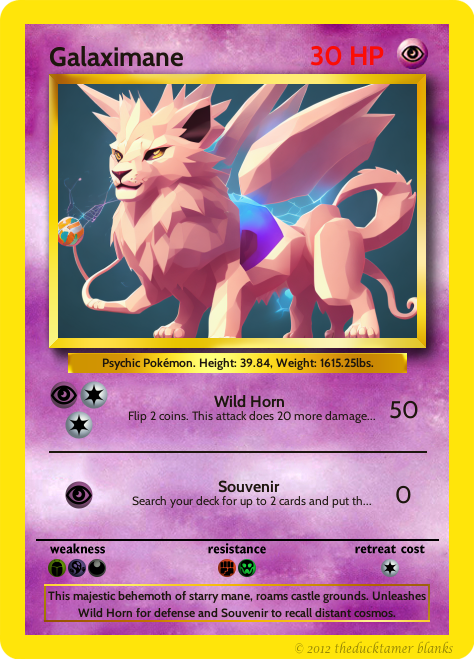 Galaximane 30 HP
Psychic Pokémon. Height: 39.84, Weight: 1615.25lbs.
Wild Horn 50
Flip 2 coins. This attack does 20 more damage...
Souvenir 0
Search your deck for up to 2 cards and put th...
weakness resistance retreat cost
This majestic behemoth of starry mane, roams castle grounds. Unleashes
Wild Horn for defense and Souvenir to recall distant cosmos.
© 2012 theducktamer blanks